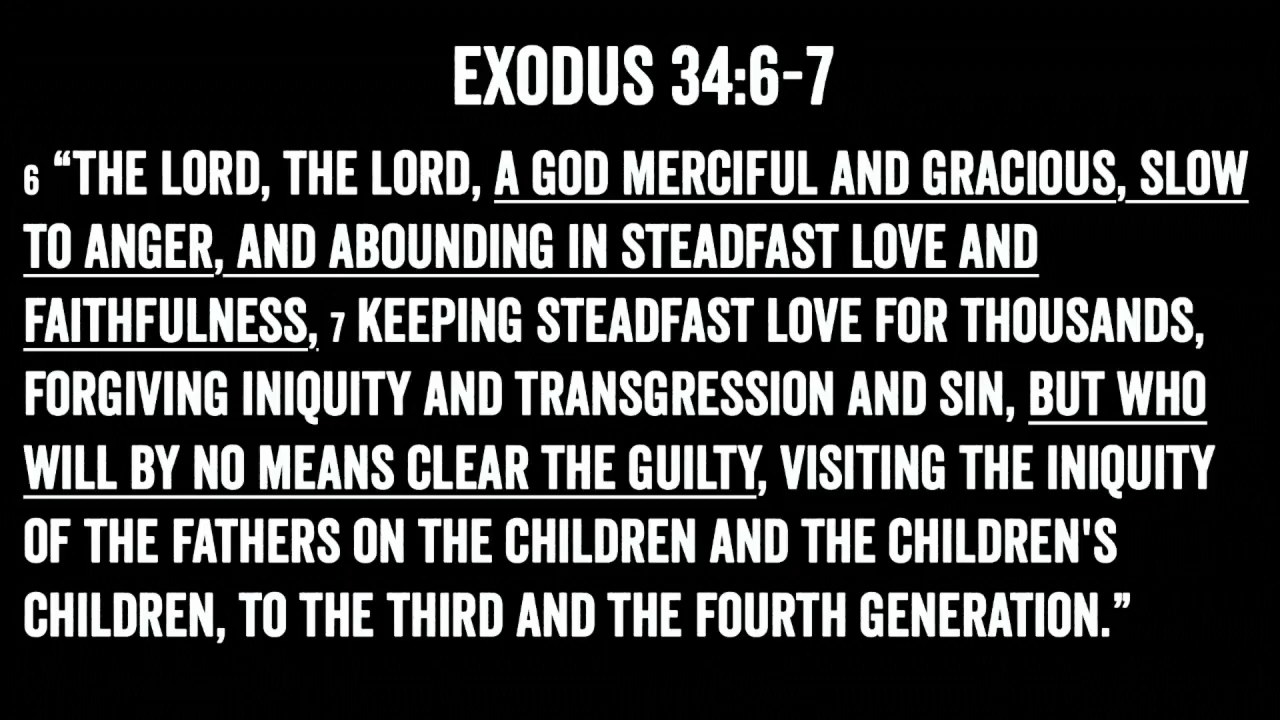 EXODUS 34:6-7
6 “THE LORD, THE LORD, A GOD MERCIFUL AND GRACIOUS, SLOW
TO ANGER, AND ABOUNDING IN STEADFAST LOVE AND
FAITHFULNESS, 7 KEEPING STEADFAST LOVE FOR THOUSANDS,
FORGIVING INIQUITY AND TRANSGRESSION AND SIN, BUT WHO
WILL BY NO MEANS CLEAR THE GUILTY, VISITING THE INIQUITY
OF THE FATHERS ON THE CHILDREN AND THE CHILDREN'S
CHILDREN, TO THE THIRD AND THE FOURTH GENERATION.”